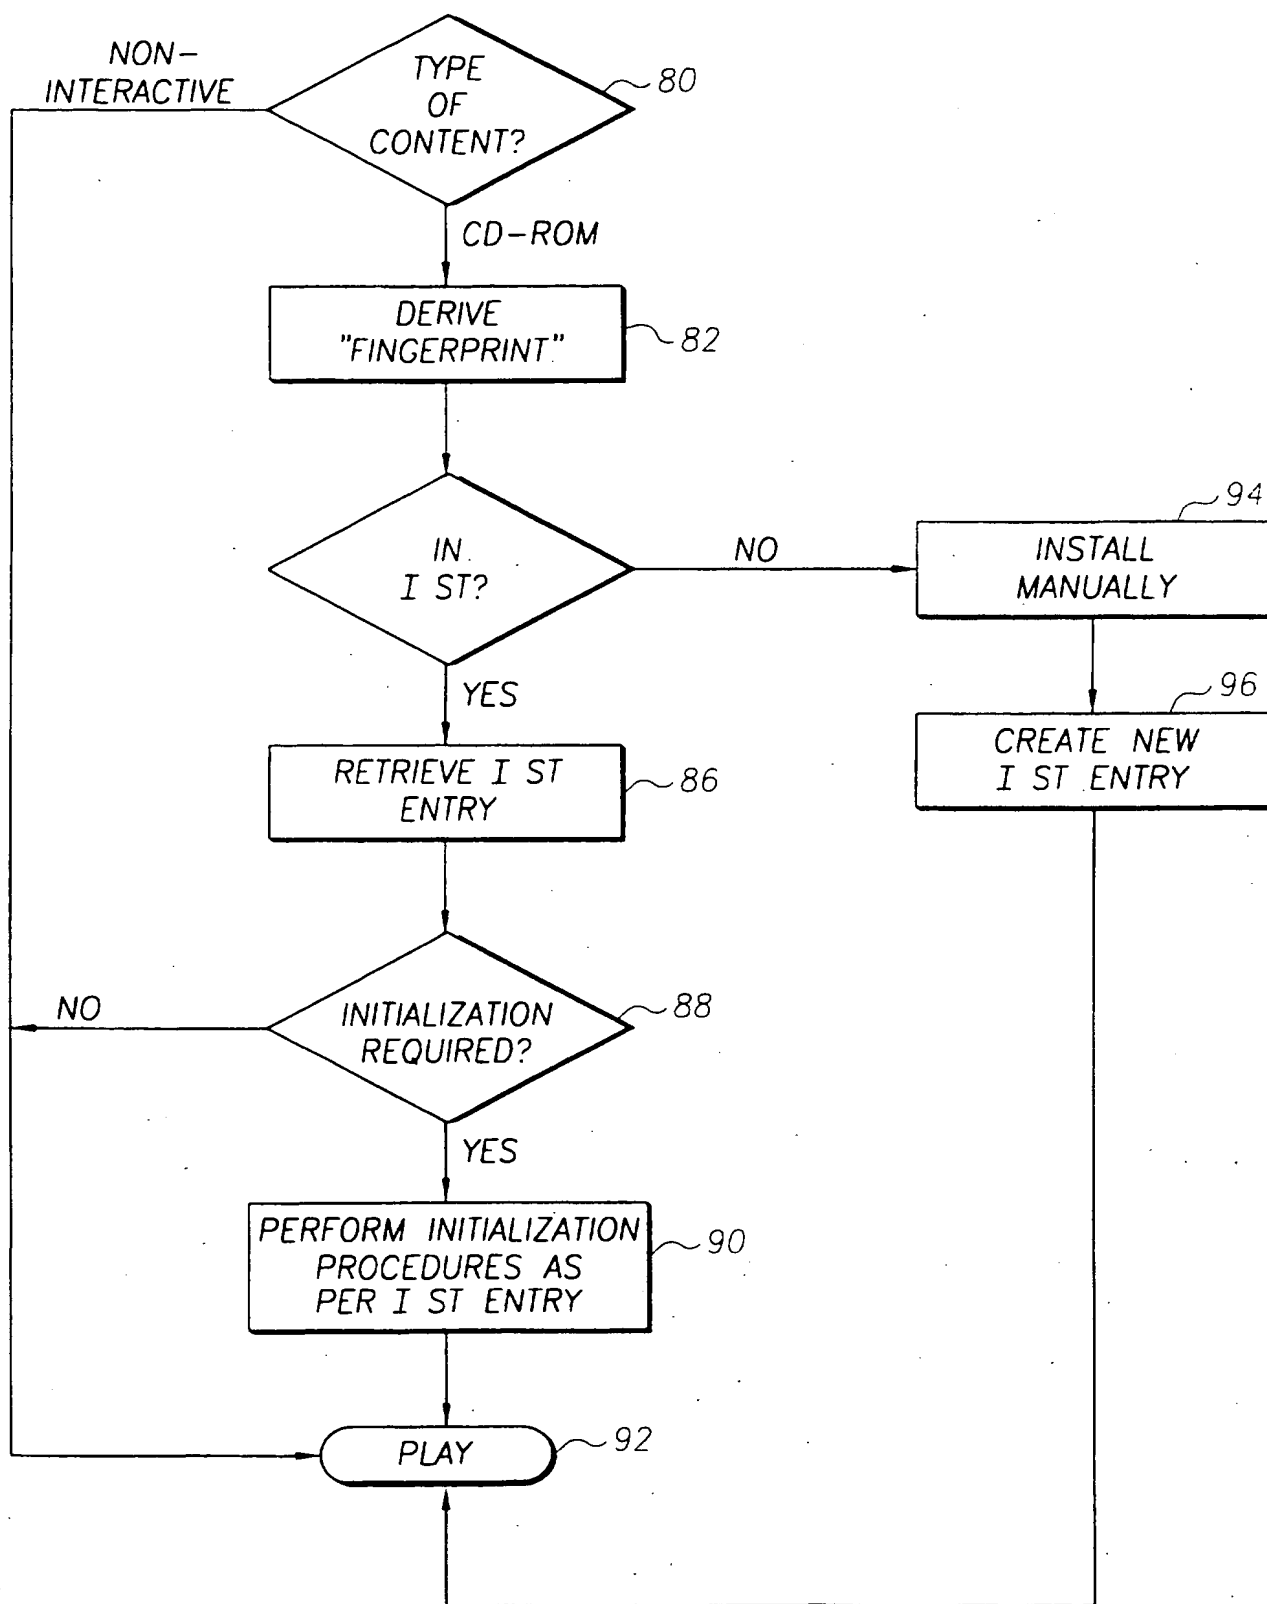 NON-
INTERACTIVE
TYPE
OF
CONTENT?
80
CD-ROM
DERIVE
"FINGERPRINT"
82
IN
I ST?
NO
94
INSTALL
MANUALLY
YES
96
CREATE NEW
I ST ENTRY
RETRIEVE I ST
ENTRY
86
NO
INITIALIZATION
REQUIRED?
88
YES
PERFORM INITIALIZATION
PROCEDURES AS
PER I ST ENTRY
90
PLAY
92